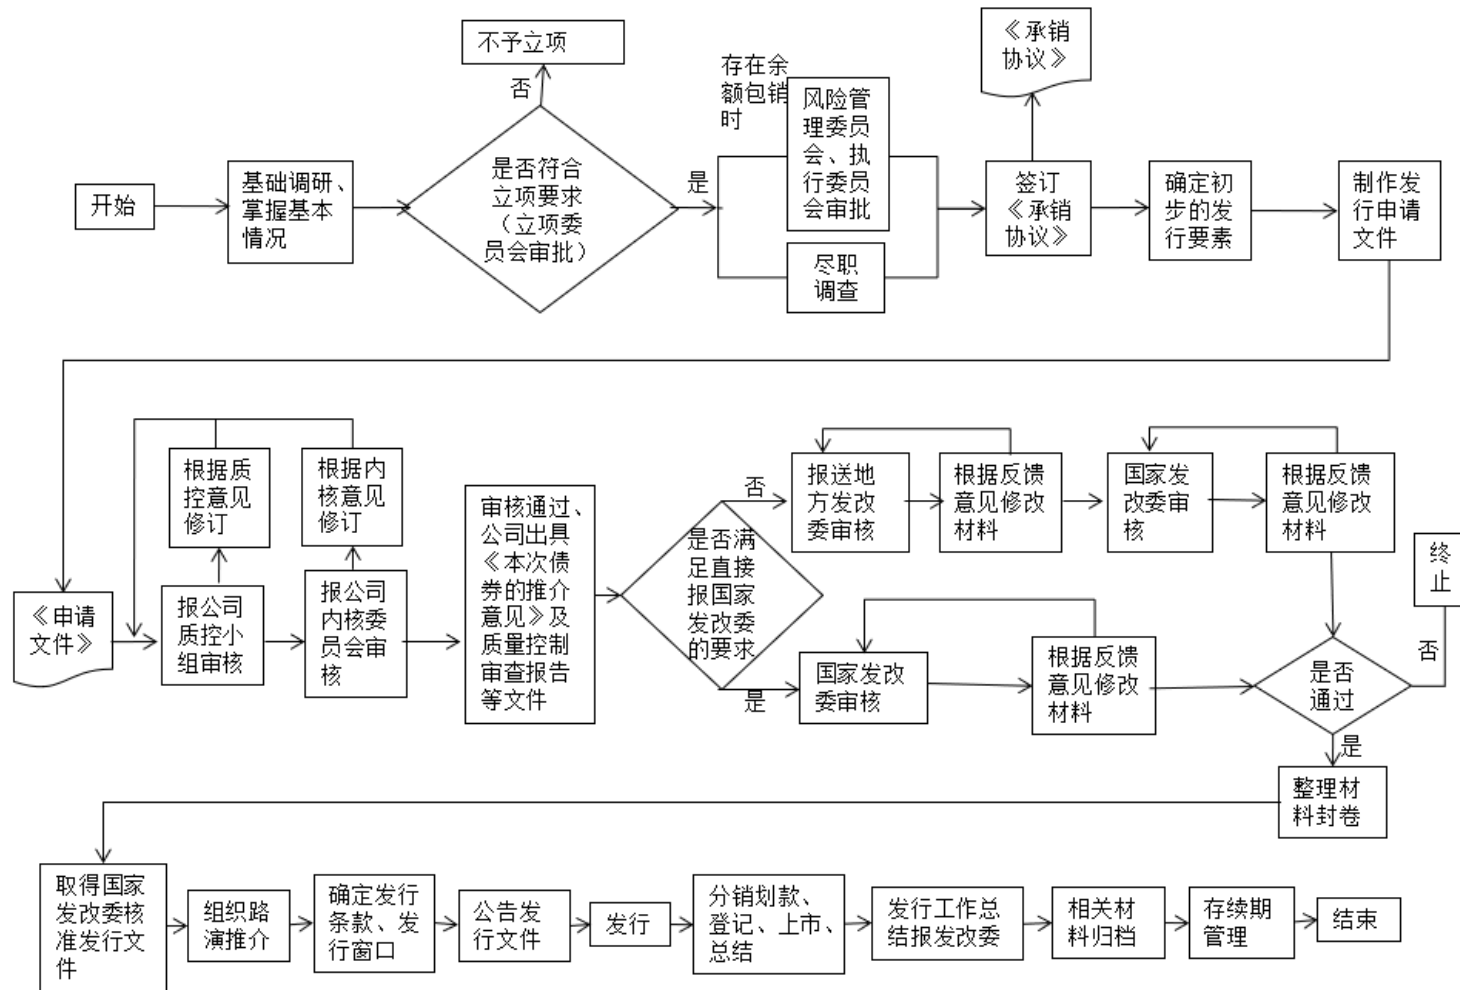 开始
基础调研、
掌握基本
情况
是否符合
立项要求
（立项委
员会审批）
否
不予立项
是
存在余
额包销
时
风险管
理委员
会、执
行委员
会审批
尽职
调查
签订
《承销
协议》
《承销
协议》
确定初
步的发
行要素
制作发
行申请
文件
《申请
文件》
报公司
质控小
组审核
根据质
控意见
修订
报公司
内核委
员会审
核
根据内
核意见
修订
审核通过、
公司出具
《本次债
券的推介
意见》及
质量控制
审查报告
等文件
是否满
足直接
报国家
发改委
的要求
否
报送地
方发改
委审核
根据反馈
意见修改
材料
国家发
改委审
核
根据反馈
意见修改
材料
是
国家发改
委审核
根据反馈
意见修改
材料
是否
通过
否
终
止
是
整理材
料封卷
取得国家
发改委核
准发行文
件
组织路
演推介
确定发行
条款、发
行窗口
公告发
行文件
发行
分销划款、
登记、上市、
总结
发行工作总
结报发改委
相关材
料归档
存续期
管理
结束